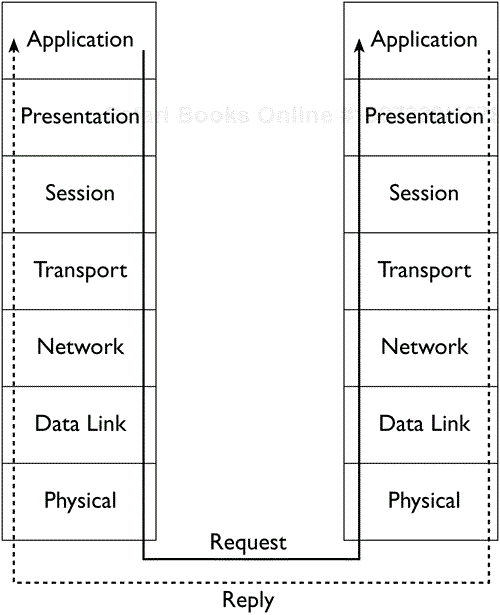 Application Application
Presentation Presentation
Session Session
Transport Transport
Network Network
Data Link Data Link
Physical Physical
Request
Reply